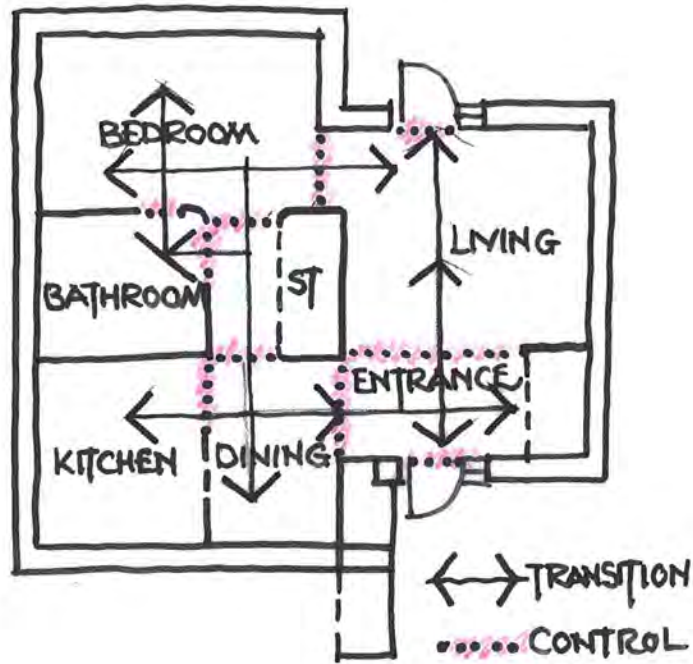 BEDROOM
LIVING
BATHROOM
ST
ENTRANCE
KITCHEN
DINING
TRANSITION
CONTROL